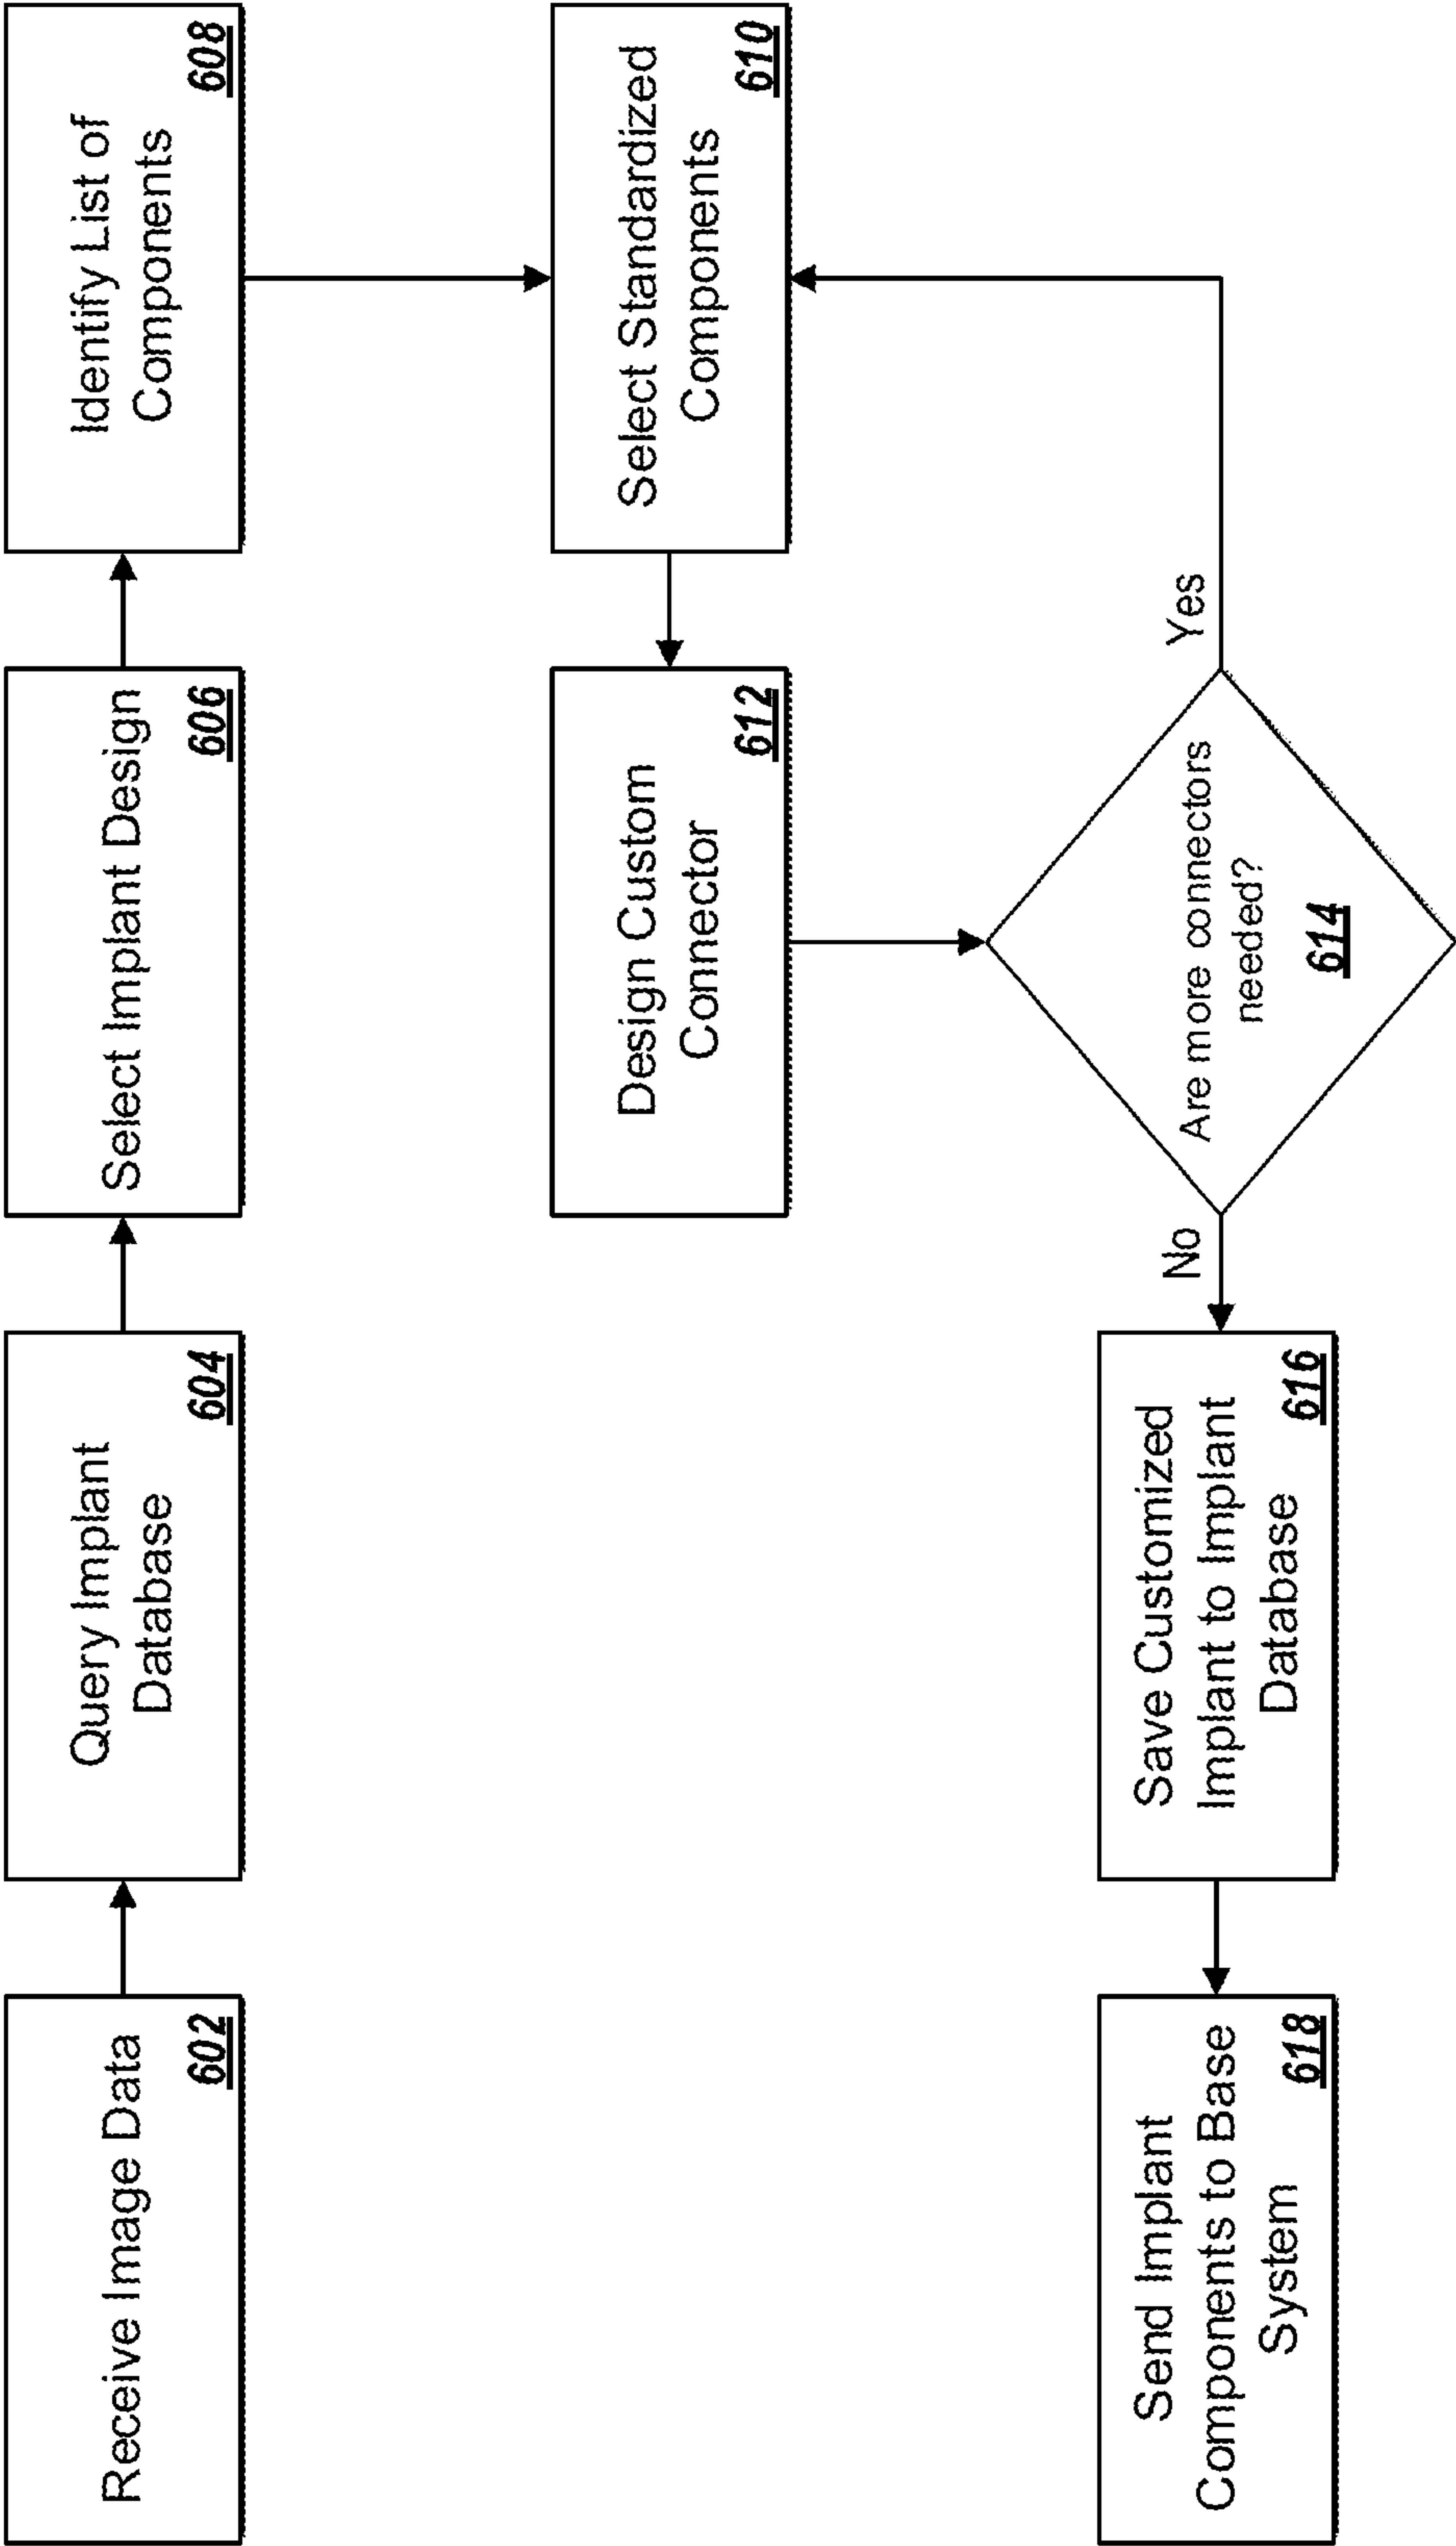 Receive Image Data
602
Query Implant
Database
604
Select Implant Design
606
Identify List of
Components
608
Select Standardized
Components
610
Design Custom
Connector
612
Are more connectors
needed?
614
Yes
No
Save Customized
Implant to Implant
Database
616
Send Implant
Components to Base
System
618